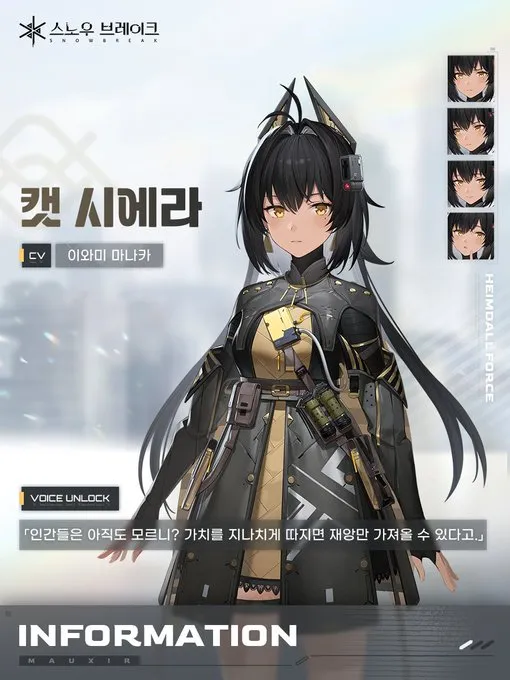 스노우 브레이크
SNOWBREAK
캣 시에라
CV 이와미 마나카
HEIMDALL FORCE
VOICE UNLOCK
「인간들은 아직도 모르니? 가치를 지나치게 따지면 재앙만 가져올 수 있다고.」
INFORMATION
MAUXIR